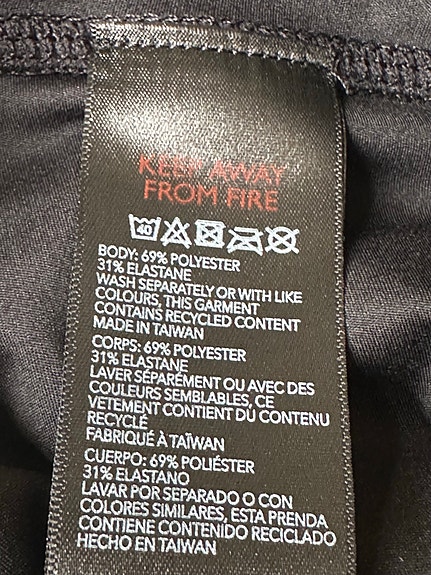 KEEP AWAY
FROM FIRE
40
BODY: 69% POLYESTER
31% ELASTANE
WASH SEPARATELY OR WITH LIKE
COLOURS, THIS GARMENT
CONTAINS RECYCLED CONTENT
MADE IN TAIWAN
CORPS: 69% POLYESTER
31% ELASTANE
LAVER SÉPARÉMENT OU AVEC DES
COULEURS SEMBLABLES, CE
VETEMENT CONTIENT DU CONTENU
RECYCLÉ
FABRIQUÉ À TAÏWAN
CUERPO: 69% POLIÉSTER
31% ELASTANO
LAVAR POR SEPARADO O CON
COLORES SIMILARES, ESTA PRENDA
CONTIENE CONTENIDO RECICLADO
HECHO EN TAIWAN